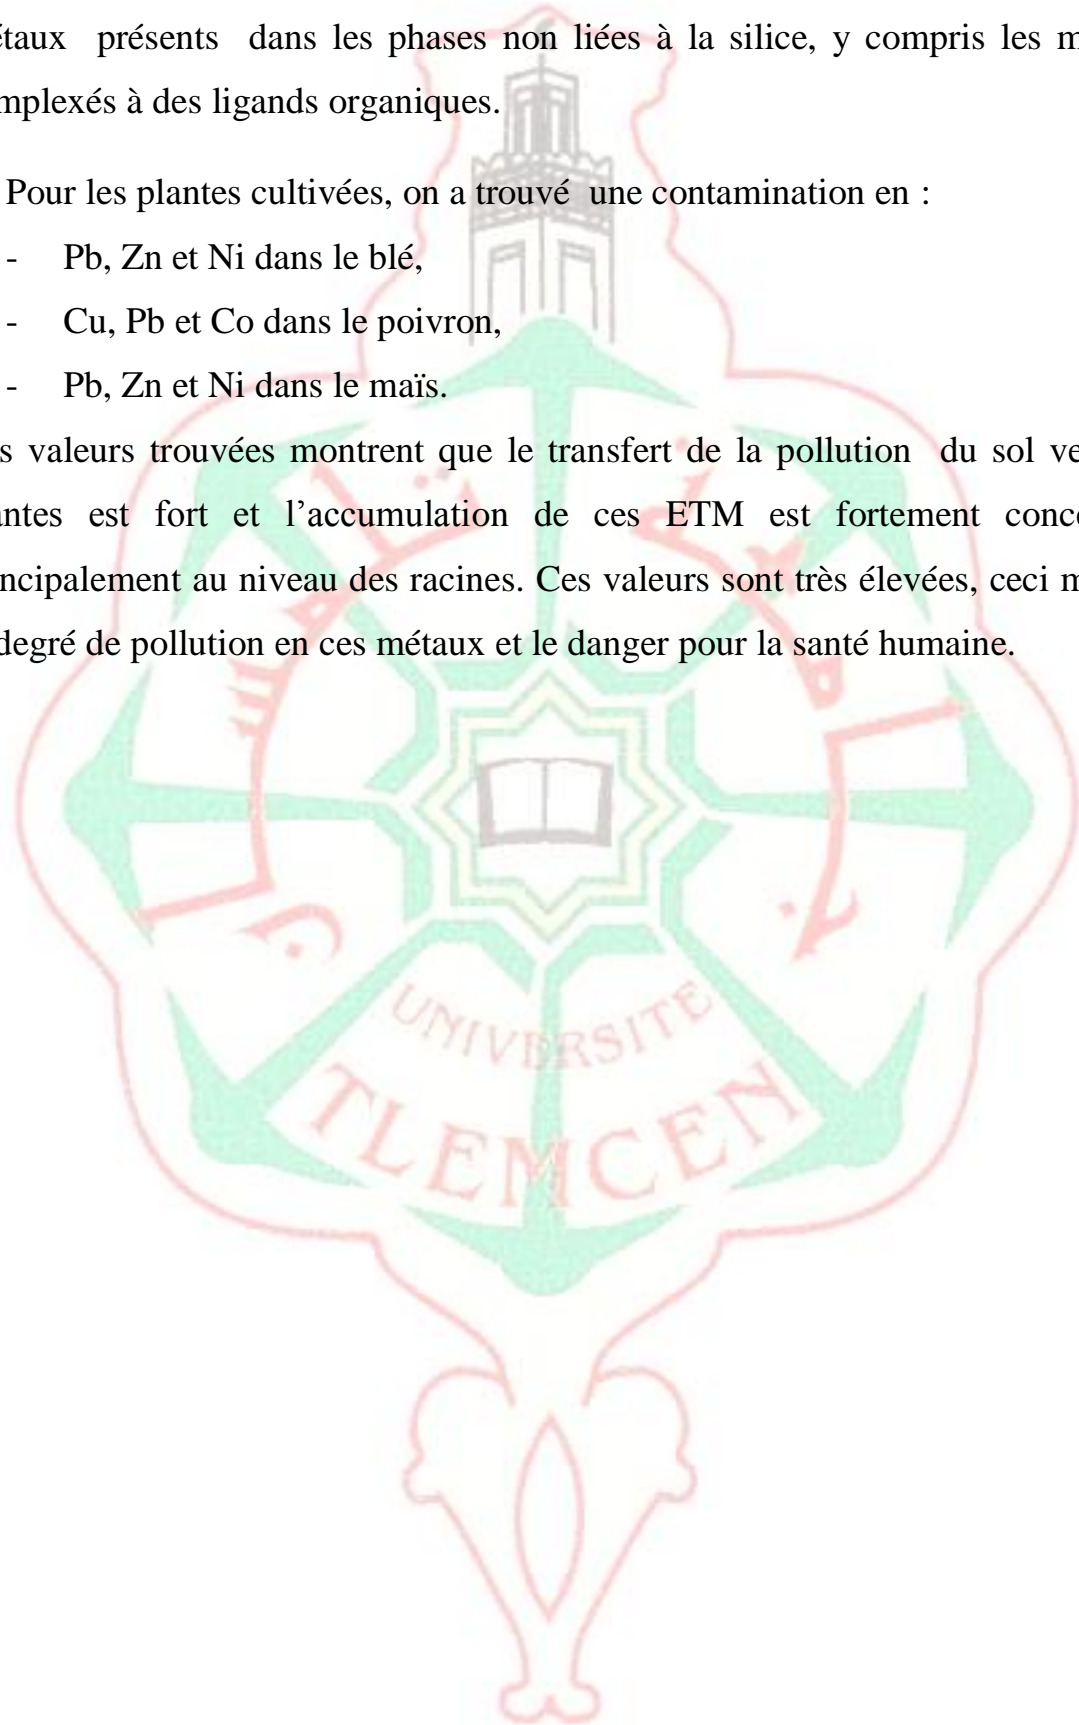 étaux présents dans les phases non liées à la silice, y compris les m
mplexés à des ligands organiques.
Pour les plantes cultivées, on a trouvé une contamination en :
- Pb, Zn et Ni dans le blé,
- Cu, Pb et Co dans le poivron,
- Pb, Zn et Ni dans le maïs.
s valeurs trouvées montrent que le transfert de la pollution du sol ve
antes est fort et l’accumulation de ces ETM est fortement conce
ncipalement au niveau des racines. Ces valeurs sont très élevées, ceci m
degré de pollution en ces métaux et le danger pour la santé humaine.
UNIVERSITE
TLEMCEN